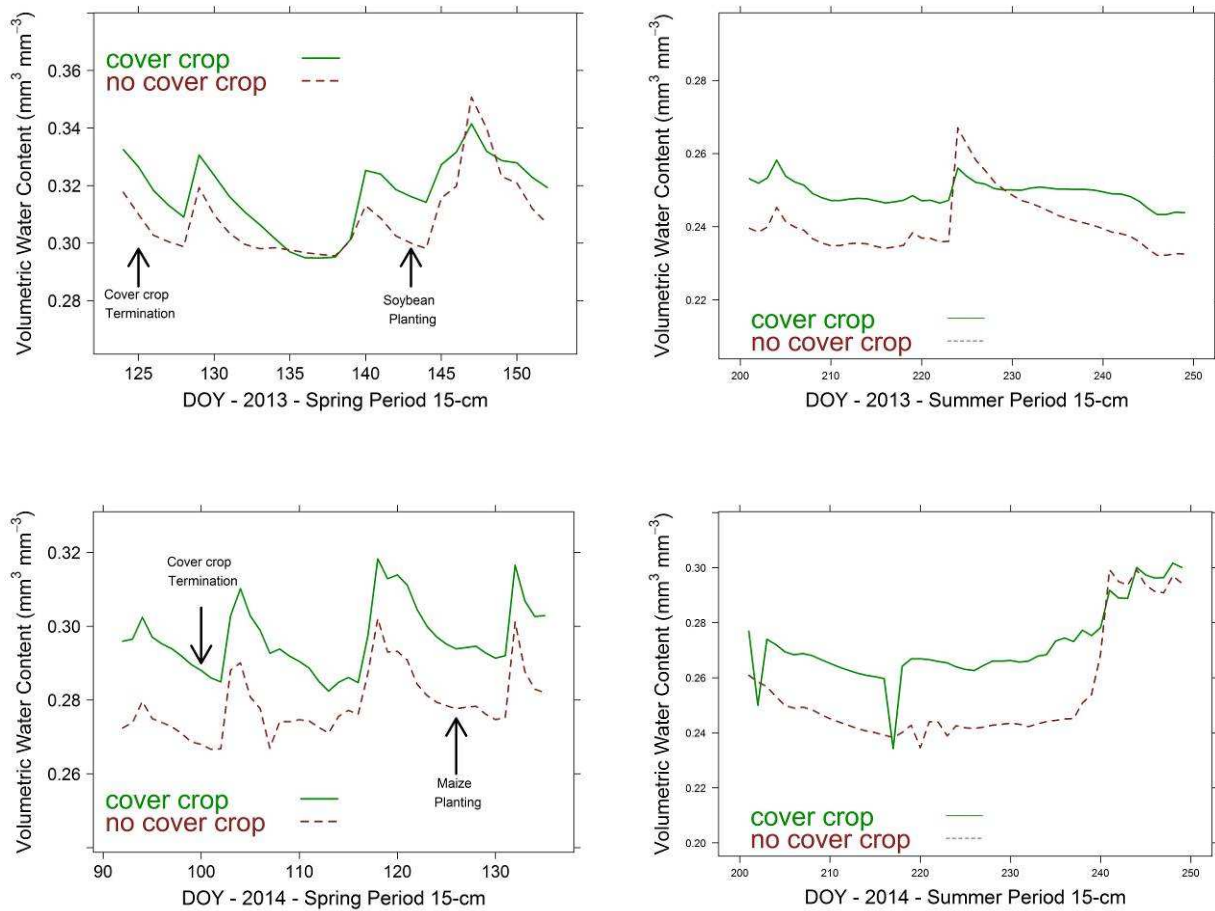 Volumetric Water Content (mm³ mm⁻³)
0.36
0.34
0.32
0.30
0.28
cover crop
no cover crop
Cover crop
Termination
Soybean
Planting
125 130 135 140 145 150
DOY - 2013 - Spring Period 15-cm
Volumetric Water Content (mm³ mm⁻³)
0.28
0.26
0.24
0.22
cover crop
no cover crop
200 210 220 230 240 250
DOY - 2013 - Summer Period 15-cm
Volumetric Water Content (mm³ mm⁻³)
0.32
0.30
0.28
0.26
Cover crop
Termination
Maize
Planting
cover crop
no cover crop
90 100 110 120 130
DOY - 2014 - Spring Period 15-cm
Volumetric Water Content (mm³ mm⁻³)
0.30
0.28
0.26
0.24
0.22
0.20
cover crop
no cover crop
200 210 220 230 240 250
DOY - 2014 - Summer Period 15-cm